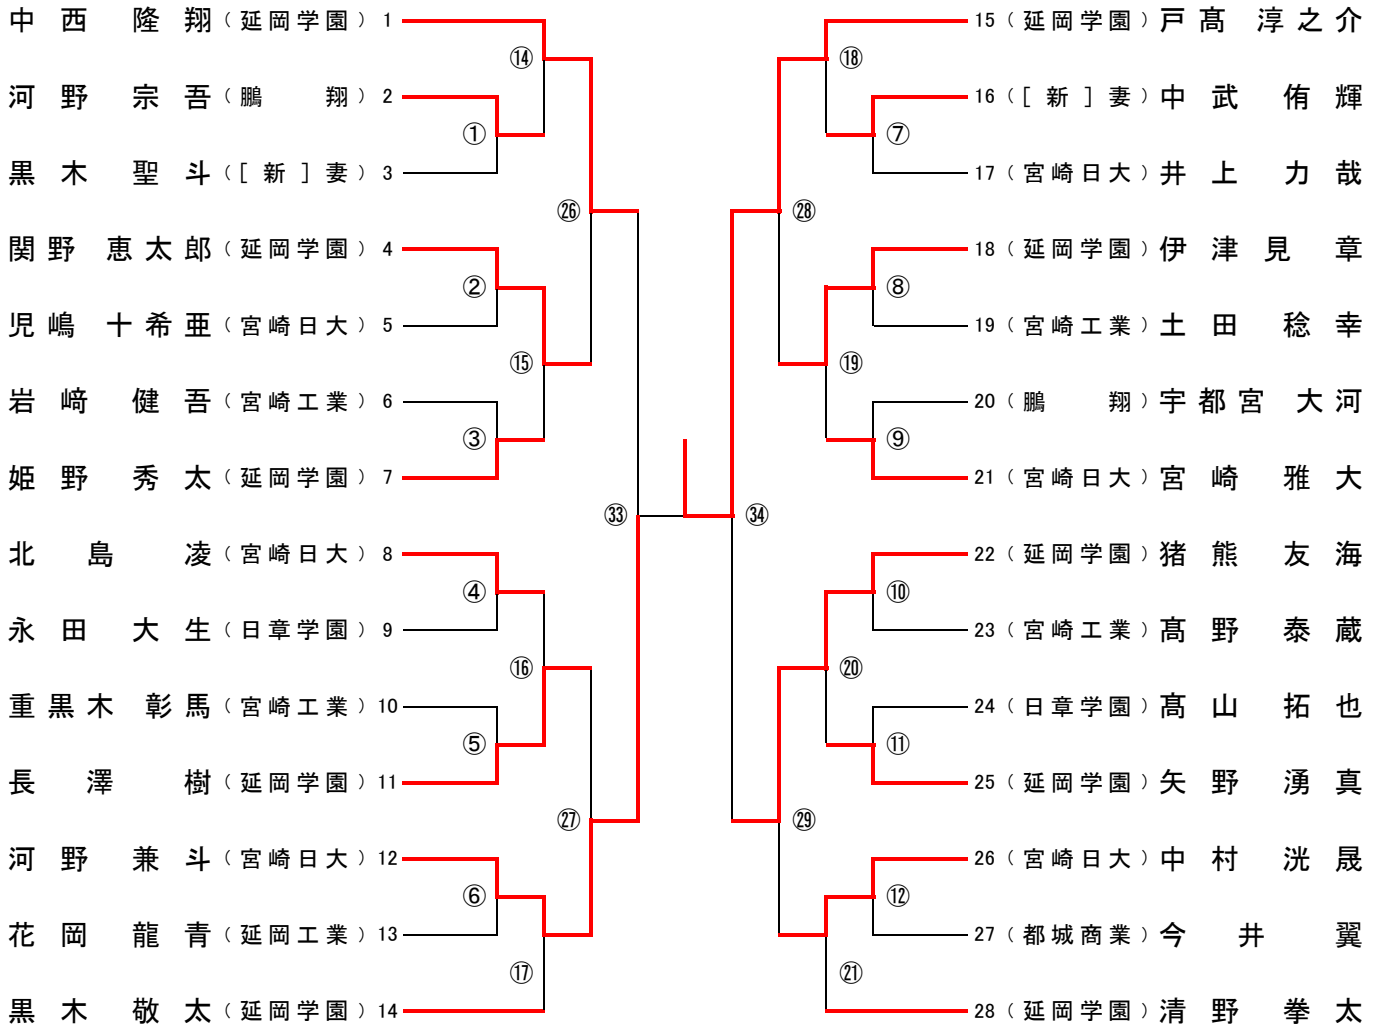 中西 隆翔（延岡学園）1
河野 宗吾（鵬 翔）2
黒木 聖斗（［新］妻）3
関野 恵太郎（延岡学園）4
児嶋 十希亜（宮崎日大）5
岩﨑 健吾（宮崎工業）6
姫野 秀太（延岡学園）7
北島 凌（宮崎日大）8
永田 大生（日章学園）9
重黒木 彰馬（宮崎工業）10
長澤 樹（延岡学園）11
河野 兼斗（宮崎日大）12
花岡 龍青（延岡工業）13
黒木 敬太（延岡学園）14
①
②
③
④
⑤
⑥
⑭
⑮
⑯
⑰
㉖
㉗
㉝
㉞
㉘
㉙
⑱
⑲
⑳
㉑
⑦
⑧
⑨
⑩
⑪
⑫
15（延岡学園）戸髙 淳之介
16（［新］妻）中武 侑輝
17（宮崎日大）井上 力哉
18（延岡学園）伊津見 章
19（宮崎工業）土田 稔幸
20（鵬 翔）宇都宮 大河
21（宮崎日大）宮崎 雅大
22（延岡学園）猪熊 友海
23（宮崎工業）髙野 泰蔵
24（日章学園）髙山 拓也
25（延岡学園）矢野 湧真
26（宮崎日大）中村 洸晟
27（都城商業）今井 翼
28（延岡学園）清野 拳太